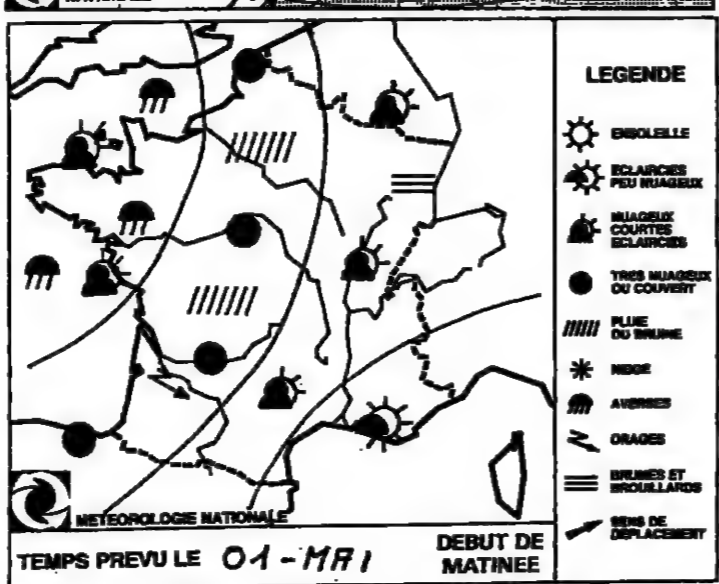 LEGENDE
ENSOLEILLE
ECLAIRCIES
PEU NUAGEUX
NUAGEUX
COURTES
ECLAIRCIES
TRES NUAGEUX
OU COUVERT
PLUIE
OU BRUINE
NEIGE
AVERSES
ORAGES
BRUMES ET
BROUILLARDS
SENS DE
DEPLACEMENT
METEOROLOGIE NATIONALE
TEMPS PREVU LE 01-MAI
DEBUT DE
MATINEE